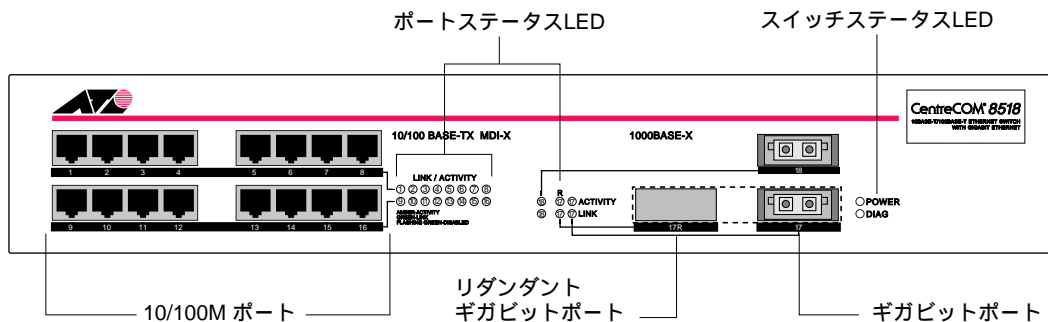 ポートステータスLED
スイッチステータスLED
CentreCOM® 8518
10BASE-T/100BASE-T ETHERNET SWITCH
WITH GIGABIT ETHERNET
10/100 BASE-TX MDI-X
1000BASE-X
1 2 3 4 5 6 7 8
LINK / ACTIVITY
① ② ③ ④ ⑤ ⑥ ⑦ ⑧
⑨ ⑩ ⑪ ⑫ ⑬ ⑭ ⑮ ⑯
AMBER-ACTIVITY
GREEN-LINK
FLASHING GREEN-DISABLED
R
⑱ ⑰ ⑰ ACTIVITY
⑱ ⑰ ⑰ LINK
18
POWER
DIAG
9 10 11 12 13 14 15 16
17R
17
10/100M ポート
リダンダント
ギガビットポート
ギガビットポート